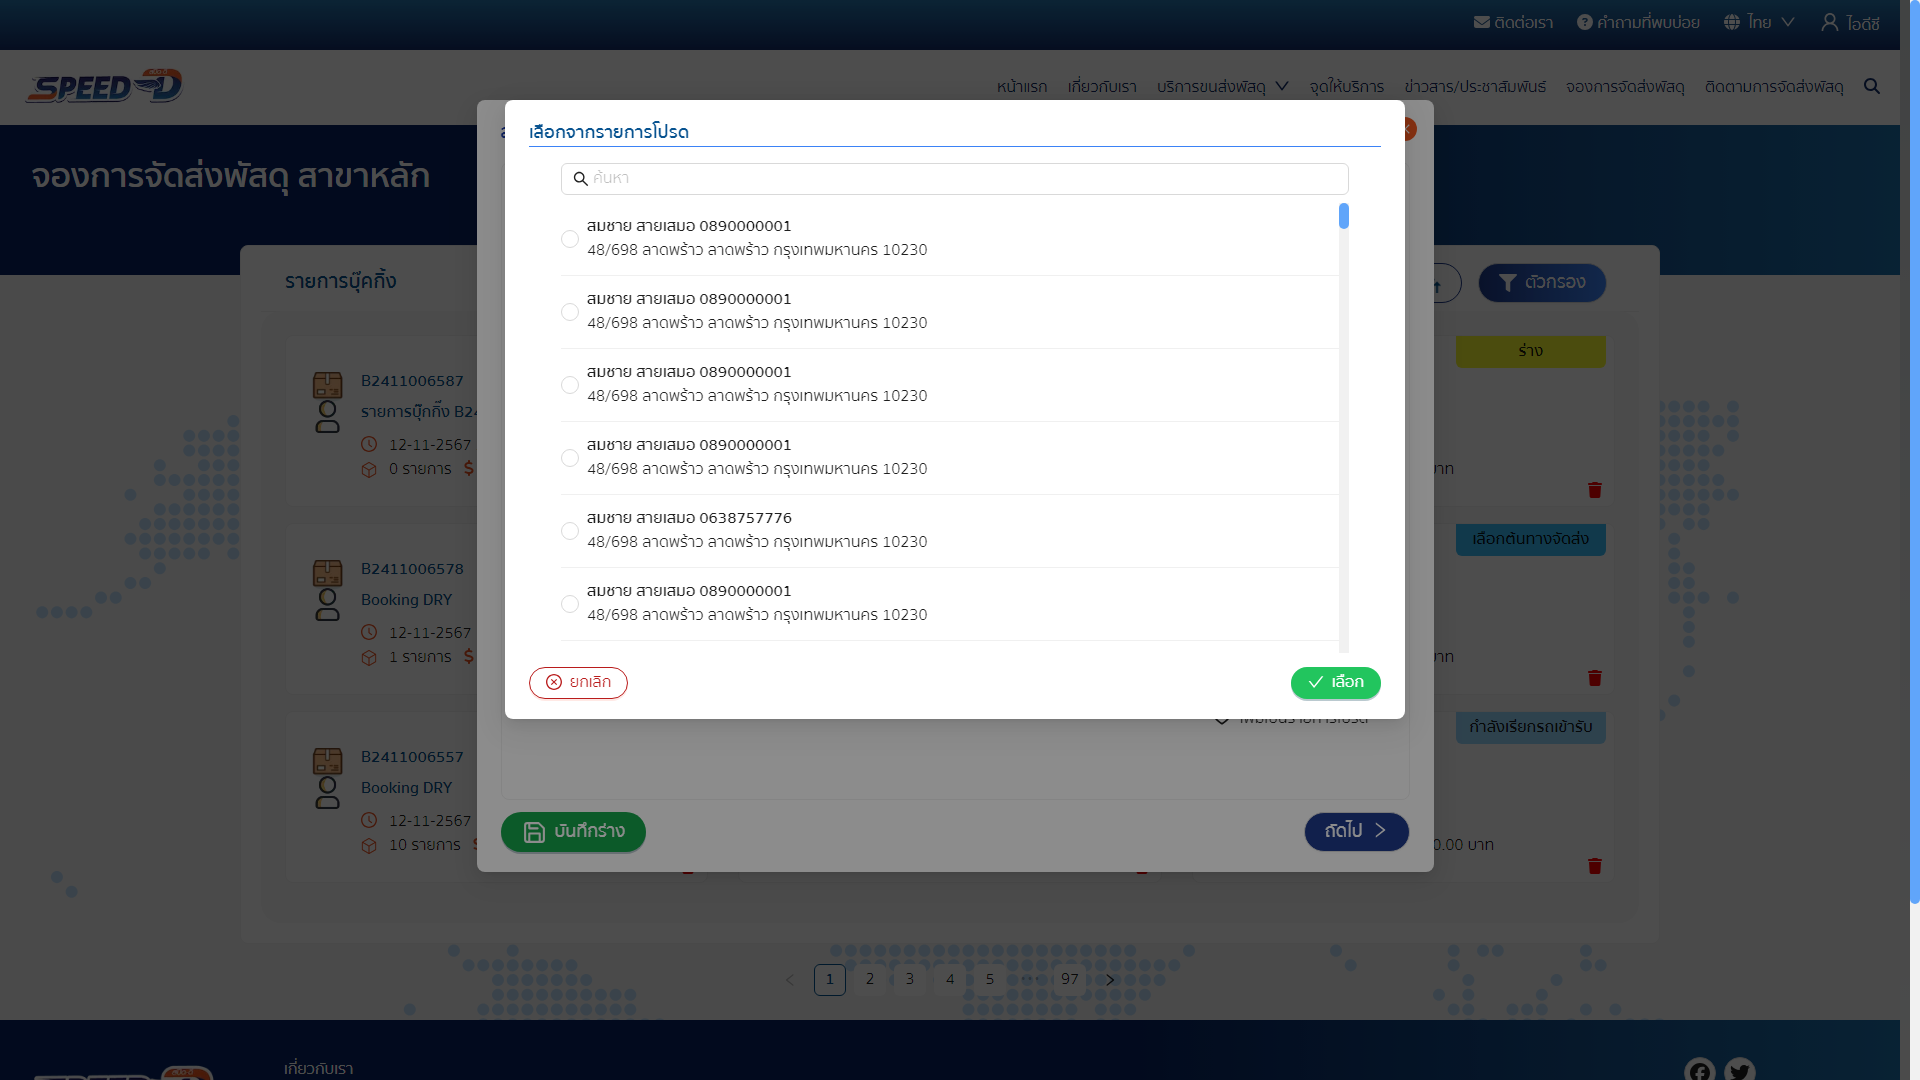 ติดต่อเรา
คำถามที่พบบ่อย
ไทย
ไอดีซี
SPEED-D
หน้าแรก
เกี่ยวกับเรา
บริการขนส่งพัสดุ
จุดให้บริการ
ข่าวสาร/ประชาสัมพันธ์
จองการจัดส่งพัสดุ
ติดตามการจัดส่งพัสดุ
จองการจัดส่งพัสดุ สาขาหลัก
รายการบุ๊คกิ้ง
ตัวกรอง
เลือกจากรายการโปรด
ค้นหา
สมชาย สายเสมอ 0890000001
48/698 ลาดพร้าว ลาดพร้าว กรุงเทพมหานคร 10230
สมชาย สายเสมอ 0890000001
48/698 ลาดพร้าว ลาดพร้าว กรุงเทพมหานคร 10230
สมชาย สายเสมอ 0890000001
48/698 ลาดพร้าว ลาดพร้าว กรุงเทพมหานคร 10230
สมชาย สายเสมอ 0890000001
48/698 ลาดพร้าว ลาดพร้าว กรุงเทพมหานคร 10230
สมชาย สายเสมอ 0638757776
48/698 ลาดพร้าว ลาดพร้าว กรุงเทพมหานคร 10230
สมชาย สายเสมอ 0890000001
48/698 ลาดพร้าว ลาดพร้าว กรุงเทพมหานคร 10230
ยกเลิก
เลือก
บันทึกร่าง
ถัดไป
B2411006587
รายการบุ๊กกิ๊ง
12-11-2567
0 รายการ
ร่าง
B2411006578
Booking DRY
12-11-2567
1 รายการ
เลือกต้นทางจัดส่ง
B2411006557
Booking DRY
12-11-2567
10 รายการ
กำลังเรียกรถเข้ารับ
0.00 บาท
1 2 3 4 5 ••• 97
เกี่ยวกับเรา